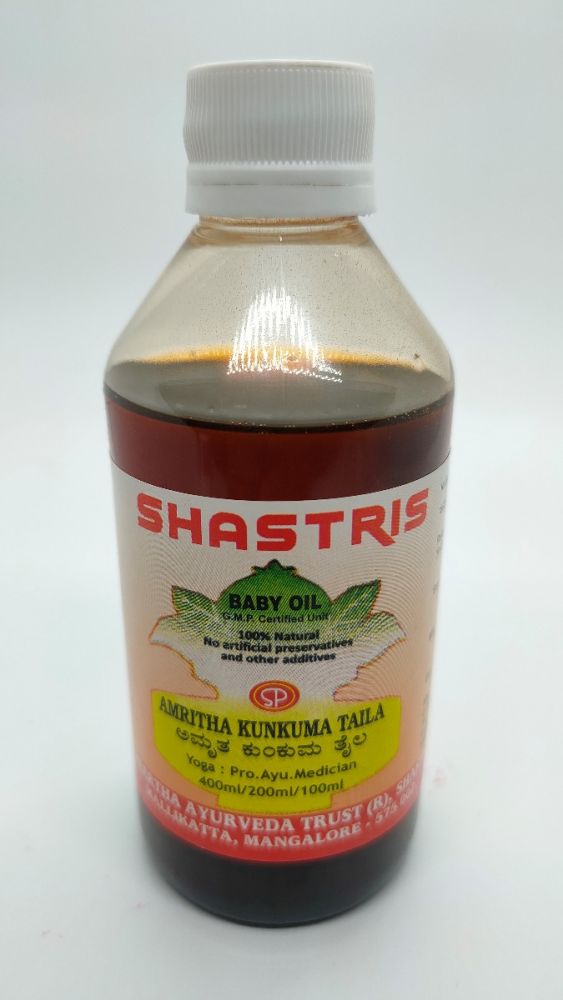 SHASTRIS
BABY OIL
G.M.P. Certified Unit
100% Natural
No artificial preservatives
and other additives
SP
AMRITHA KUNKUMA TAILA
ಅಮೃತ ಕುಂಕುಮ ತೈಲ
Yoga : Pro.Ayu.Medician
400ml/200ml/100ml
AYURVEDA TRUST (R),
MANGALORE